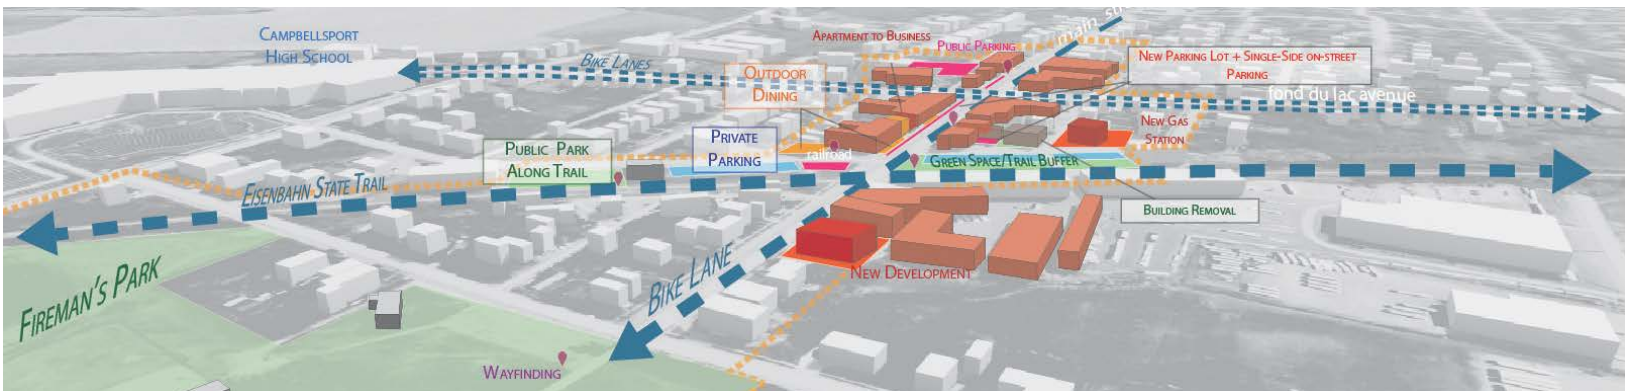 Campbellsport
High School
Bike Lanes
Apartment to Business
Public Parking
main
New Parking Lot + Single-Side on-street
Parking
Outdoor
Dining
fond du lac avenue
New Gas
Station
Private
Parking
Public Park
Along Trail
railroad
Green Space/Trail Buffer
Eisenbahn State Trail
Building Removal
New Development
Bike Lane
Fireman's Park
Wayfinding